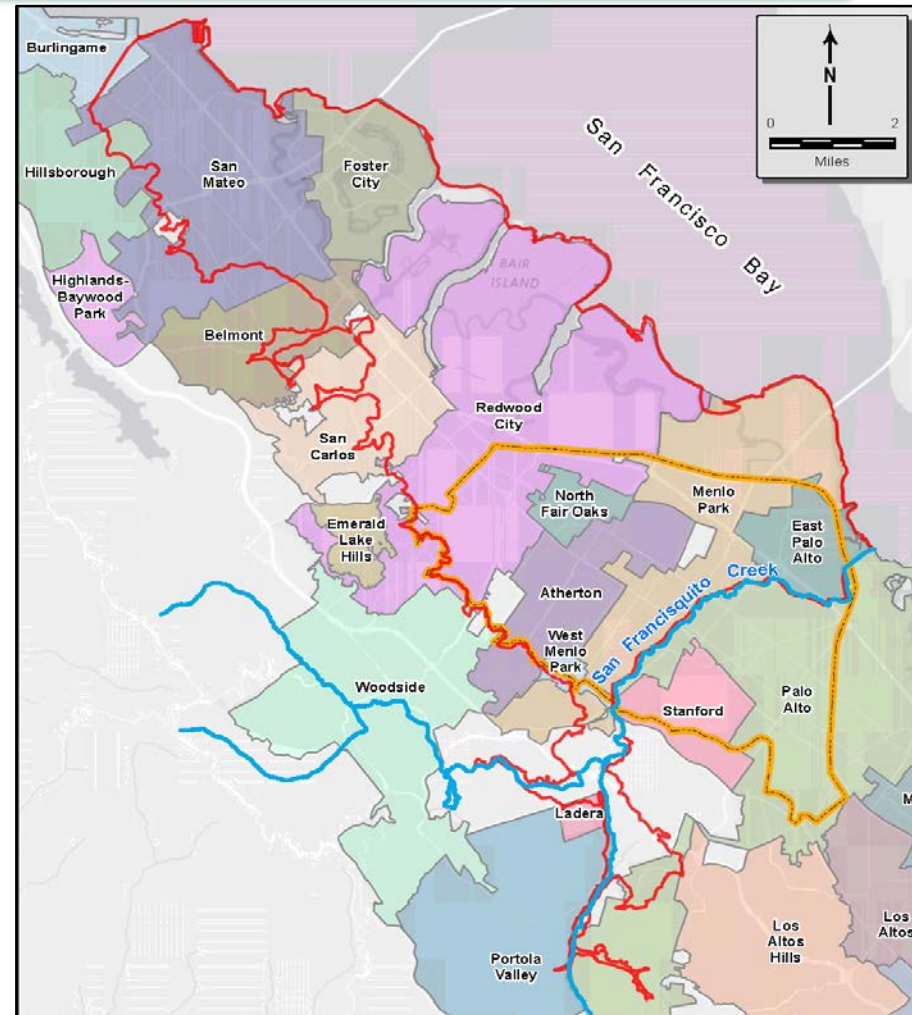 Burlingame
N
0
2
Miles
San
Mateo
Foster
City
San Francisco Bay
Hillsborough
Highlands-
Baywood
Park
BAIR
ISLAND
Belmont
Redwood
City
San
Carlos
North
Fair Oaks
Menlo
Park
East
Palo
Alto
Emerald
Lake
Hills
Atherton
San Francisquito Creek
West
Menlo
Park
Woodside
Stanford
Palo
Alto
M
Ladera
Los
Altos
Hills
Los
Altos
Portola
Valley